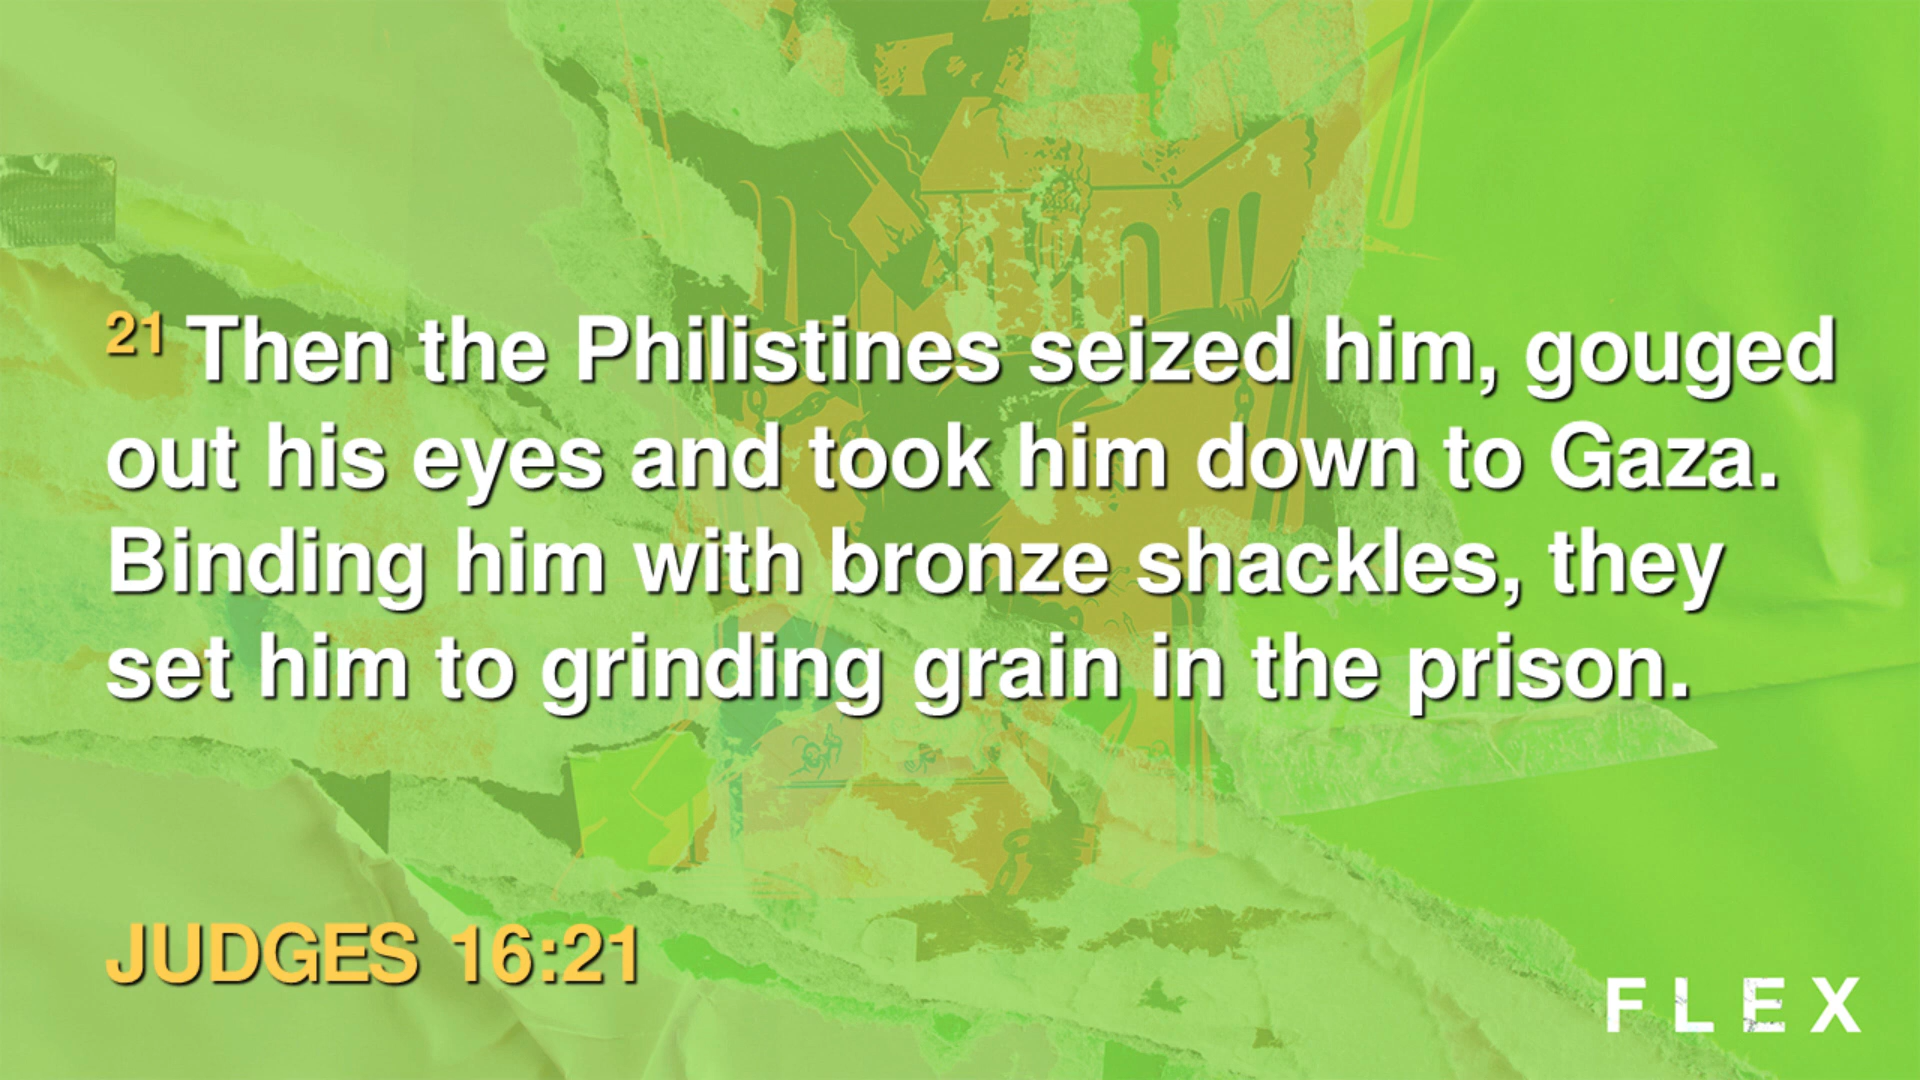 21 Then the Philistines seized him, gouged
out his eyes and took him down to Gaza.
Binding him with bronze shackles, they
set him to grinding grain in the prison.
JUDGES 16:21
FLEX